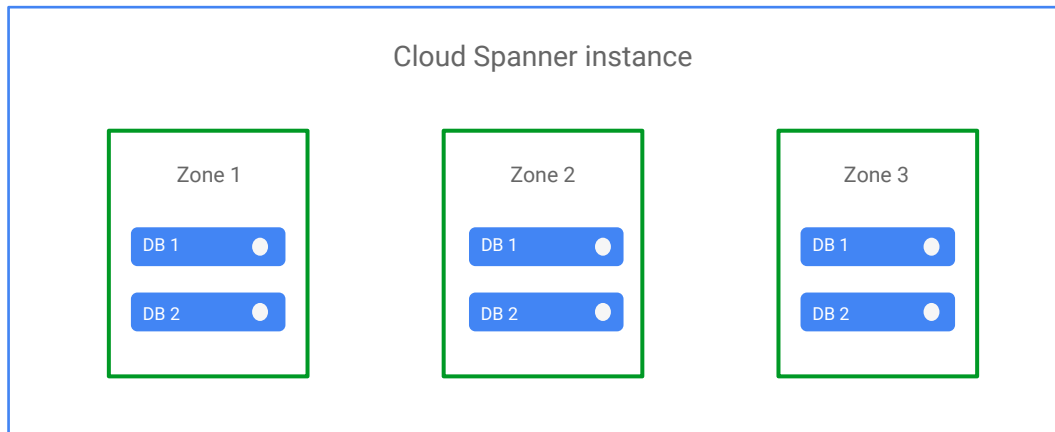 Cloud Spanner instance
Zone 1
DB 1
DB 2
Zone 2
DB 1
DB 2
Zone 3
DB 1
DB 2